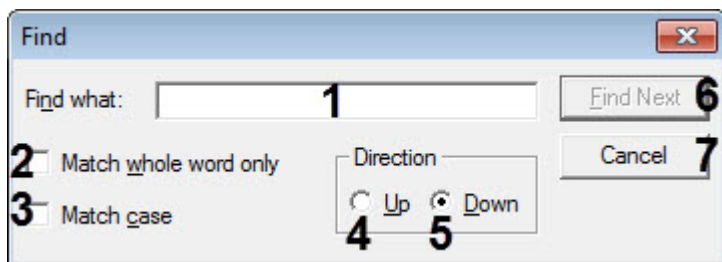 Find
Find what: 1 Find Next 6
2 Match whole word only Direction Cancel 7
3 Match case Up Down
4 5